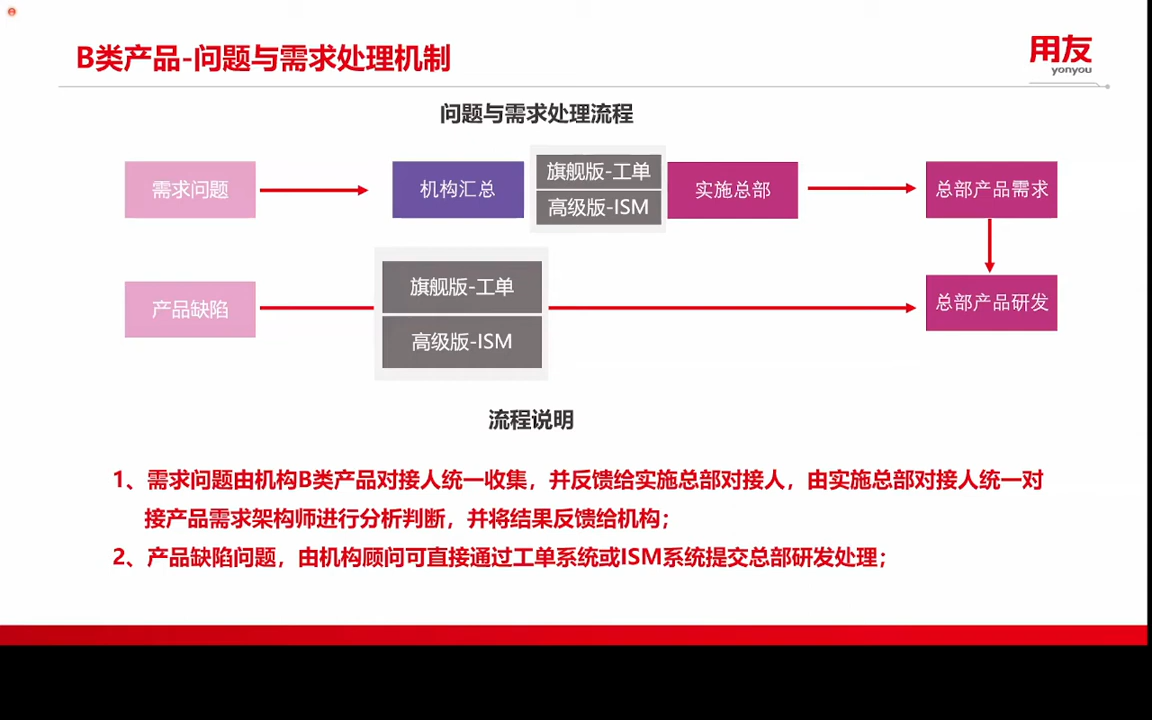 B类产品-问题与需求处理机制
用友
yonyou
问题与需求处理流程
需求问题
机构汇总
旗舰版-工单
高级版-ISM
实施总部
总部产品需求
产品缺陷
旗舰版-工单
高级版-ISM
总部产品研发
流程说明
1、需求问题由机构B类产品对接人统一收集，并反馈给实施总部对接人，由实施总部对接人统一对
接产品需求架构师进行分析判断，并将结果反馈给机构；
2、产品缺陷问题，由机构顾问可直接通过工单系统或ISM系统提交总部研发处理；